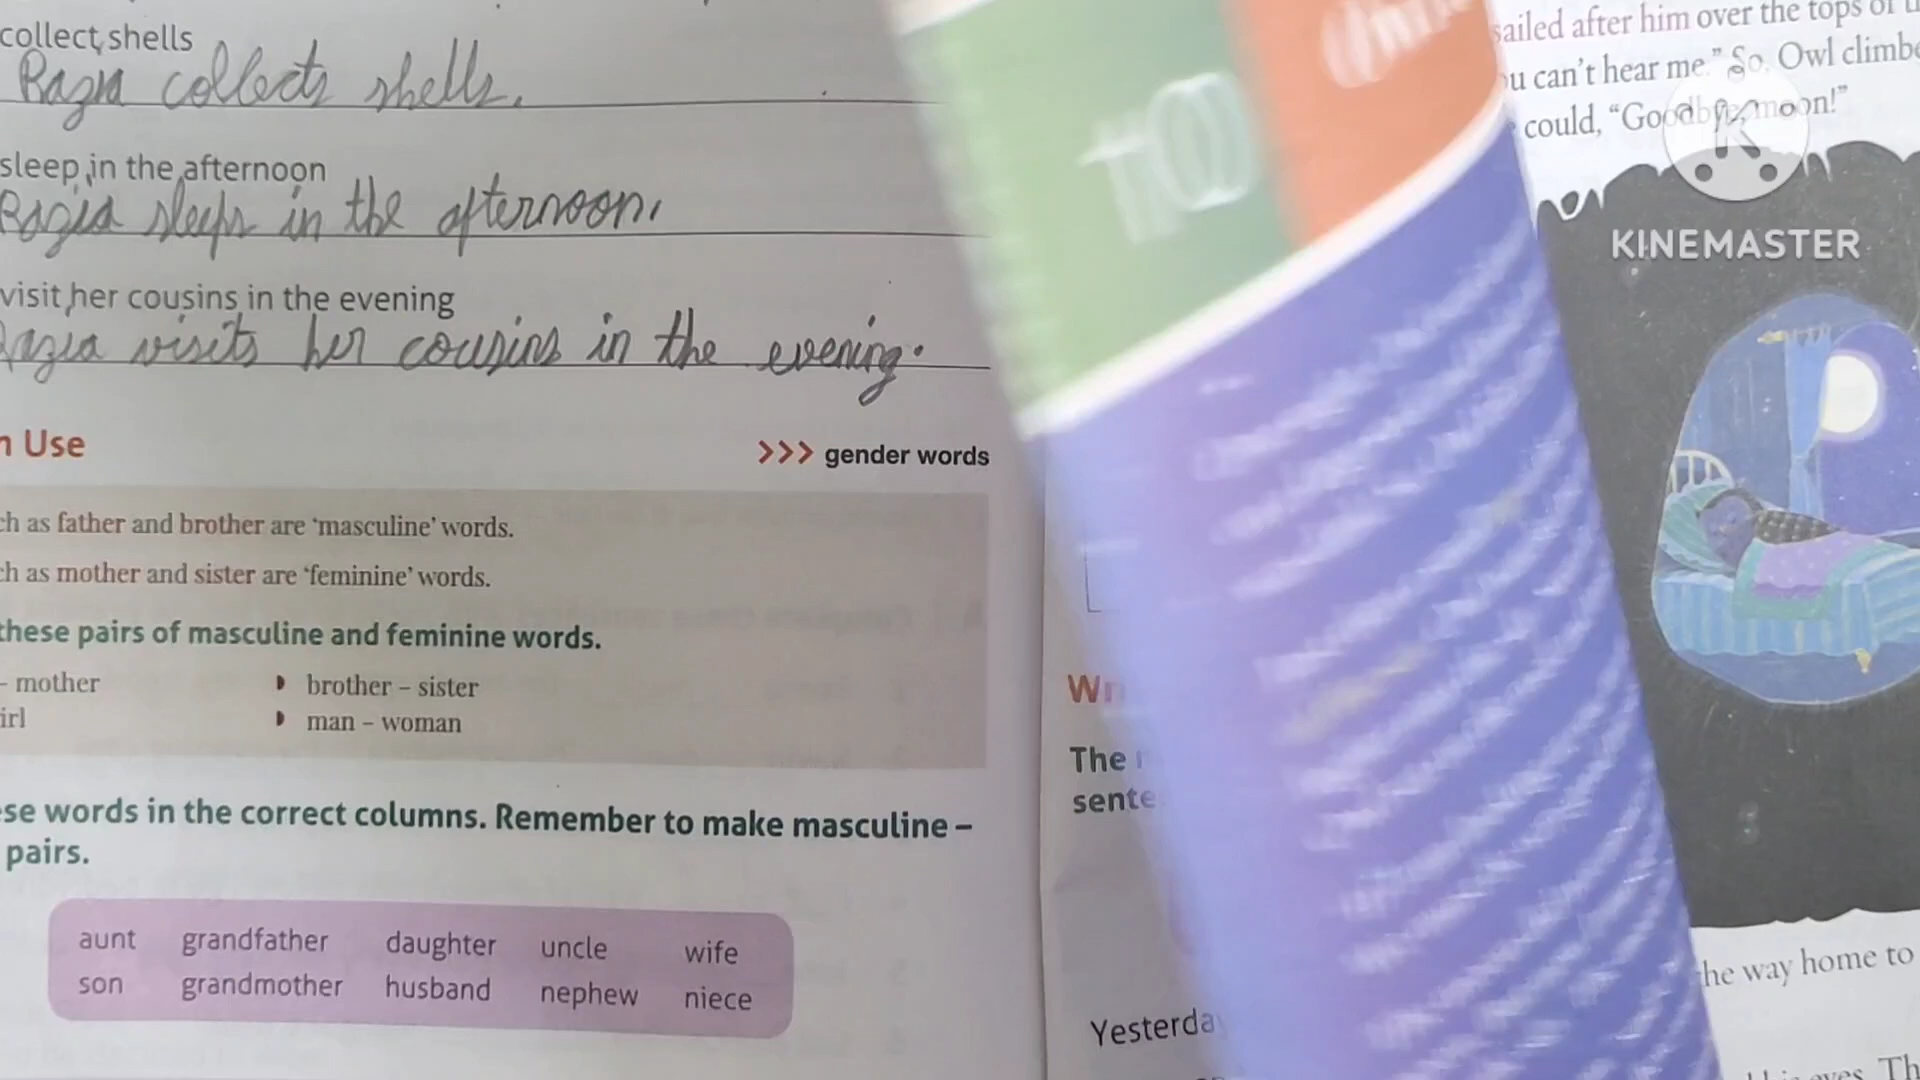 collect shells
Razia collects shells.
sleep in the afternoon
Razia sleeps in the afternoon.
visit her cousins in the evening
Razia visits her cousins in the evening.
Use
>>> gender words
as father and brother are ‘masculine’ words.
as mother and sister are ‘feminine’ words.
these pairs of masculine and feminine words.
– mother
brother – sister
man – woman
words in the correct columns. Remember to make masculine –
pairs.
aunt grandfather daughter uncle wife
son grandmother husband nephew niece
The
sailed after him over the tops of
can’t hear me.” So, Owl
could, “Goodbye, moon!”
KINEMASTER
way home to